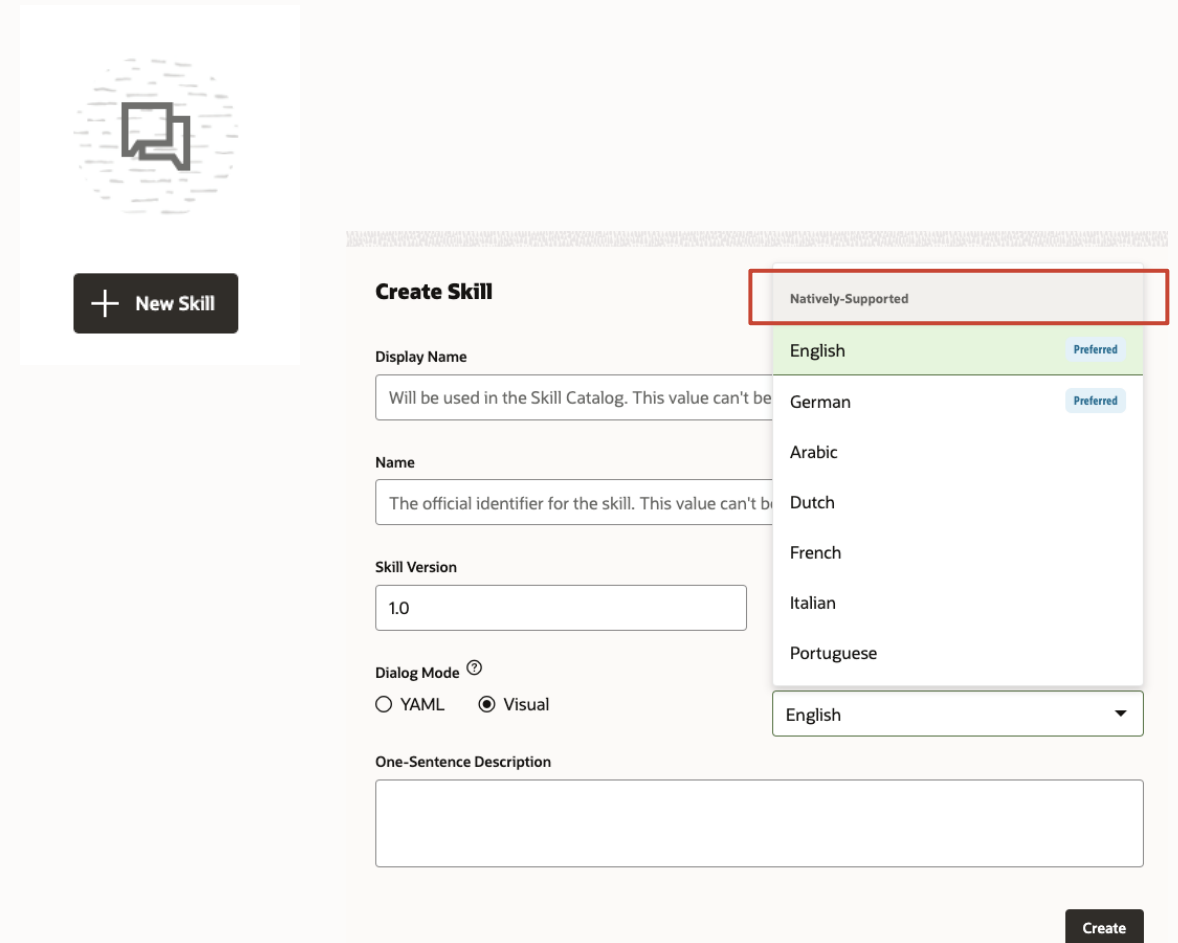 New Skill
Create Skill
Display Name
Will be used in the Skill Catalog. This value can't be
Name
The official identifier for the skill. This value can't
Skill Version
1.0
Dialog Mode
YAML
Visual
Natively-Supported
English Preferred
German Preferred
Arabic
Dutch
French
Italian
Portuguese
English
One-Sentence Description
Create